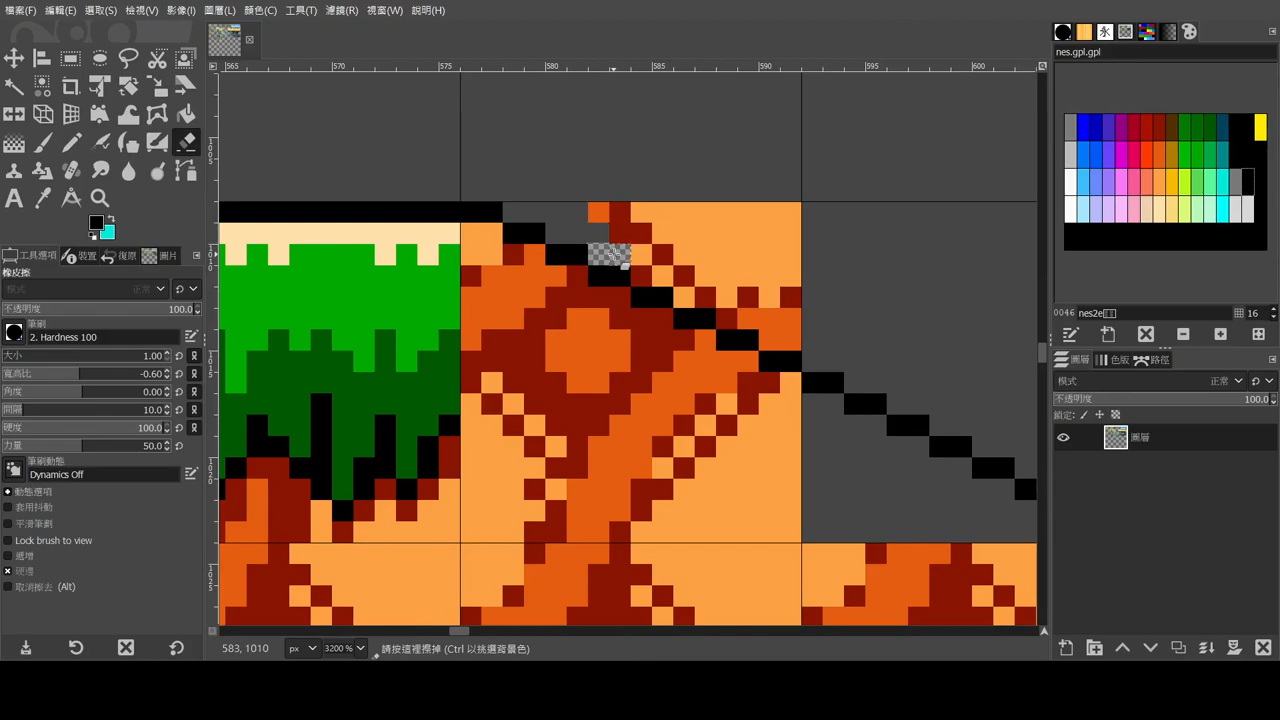 檔案(F) 編輯(E) 選取(S) 檢視(V) 影像(I) 圖層(L) 顏色(C) 工具(T) 濾鏡(R) 視窗(W) 說明(H)
565 570 575 580 585 590 595 600
nes.gpl.gpl
工具選項 裝置 復原 圖片
橡皮擦
模式 正常
不透明度 100.0
筆刷
2. Hardness 100
大小 1.00
寬高比 -0.60
角度 0.00
間隔 10.0
硬度 100.0
力量 50.0
筆刷動態
Dynamics Off
動態選項
套用抖動
平滑筆劃
Lock brush to view
遞增
硬邊
取消擦去 (Alt)
0046 nes2e 16
圖層 色版 路徑
模式 正常
不透明度 100.0
鎖定:
圖層
583, 1010 px 3200 % 請按這裡擦掉 (Ctrl 以挑選背景色)